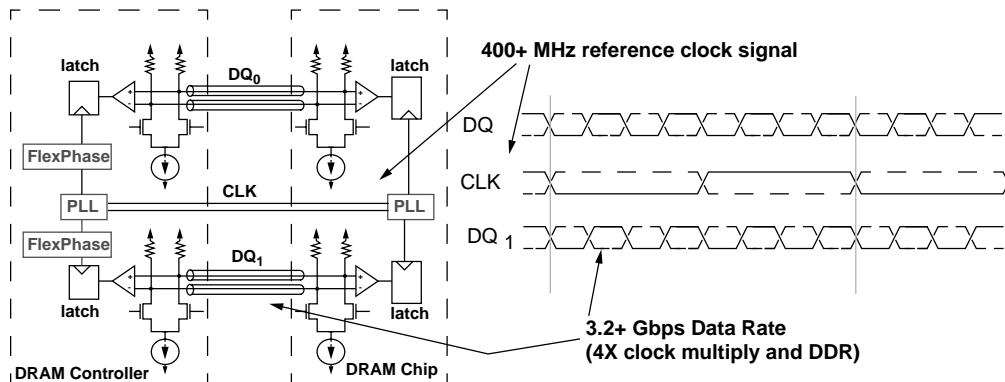 latch
DQ0
latch
FlexPhase
CLK
PLL
PLL
FlexPhase
DQ1
latch
latch
DRAM Controller
DRAM Chip
400+ MHz reference clock signal
DQ
CLK
DQ 1
3.2+ Gbps Data Rate
(4X clock multiply and DDR)
+
-
+
-
+
-
+
-